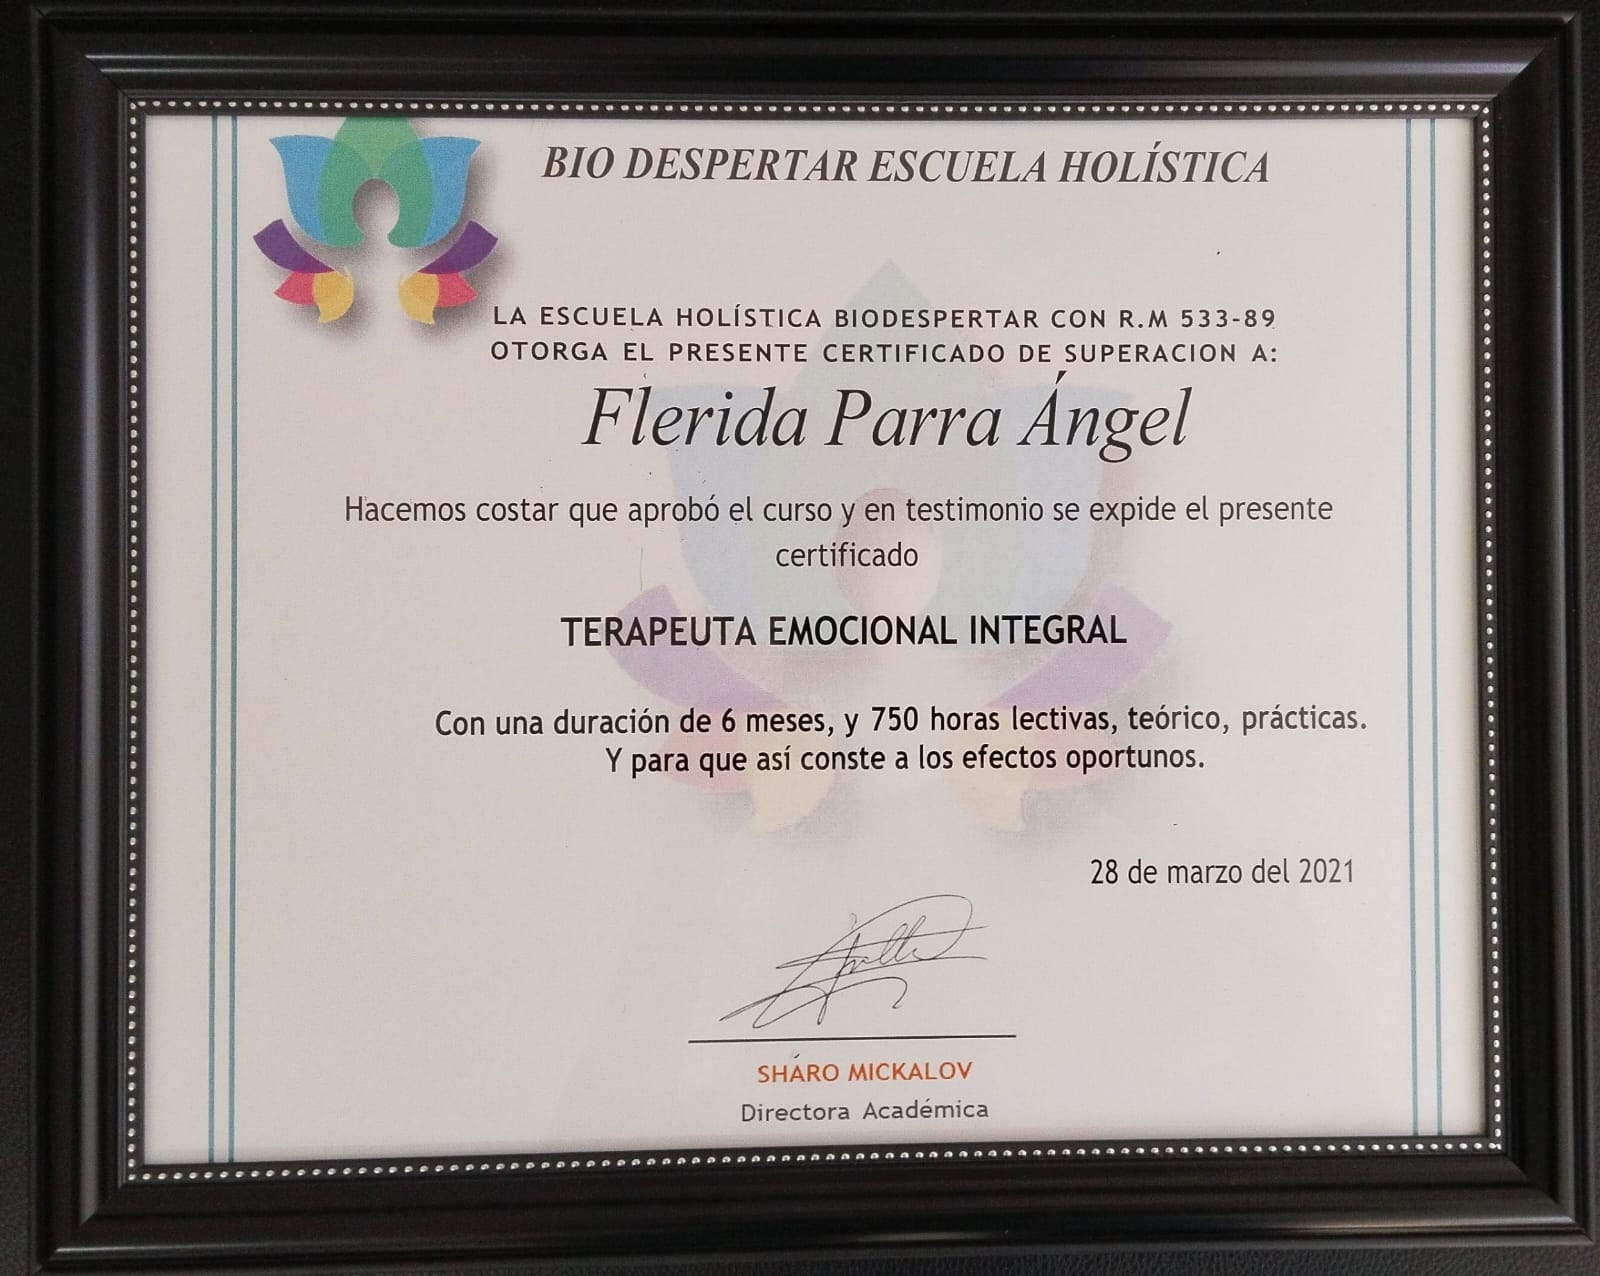 BIO DESPERTAR ESCUELA HOLÍSTICA
LA ESCUELA HOLÍSTICA BIODESPERTAR CON R.M 533-89
OTORGA EL PRESENTE CERTIFICADO DE SUPERACION A:
Flerida Parra Ángel
Hacemos costar que aprobó el curso y en testimonio se expide el presente
certificado
TERAPEUTA EMOCIONAL INTEGRAL
Con una duración de 6 meses, y 750 horas lectivas, teórico, prácticas.
Y para que así conste a los efectos oportunos.
28 de marzo del 2021
SHARO MICKALOV
Directora Académica